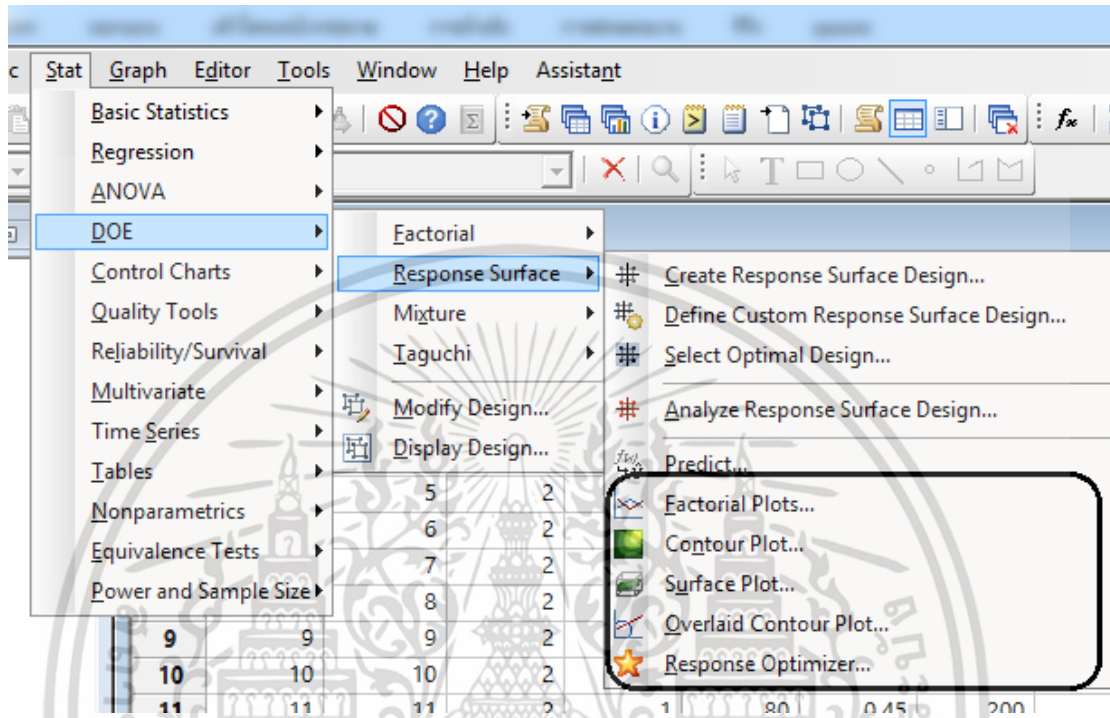 c Stat Graph Editor Tools Window Help Assistant
Basic Statistics
Regression
ANOVA
DOE
Control Charts
Quality Tools
Reliability/Survival
Multivariate
Time Series
Tables
Nonparametrics
Equivalence Tests
Power and Sample Size
Factorial
Response Surface
Mixture
Taguchi
Modify Design...
Display Design...
Create Response Surface Design...
Define Custom Response Surface Design...
Select Optimal Design...
Analyze Response Surface Design...
Predict...
Factorial Plots...
Contour Plot...
Surface Plot...
Overlaid Contour Plot...
Response Optimizer...
5 2
6 2
7 2
8 2
9 9 9 2
10 10 10 2
11 11 11 2 1 80 0.45 200